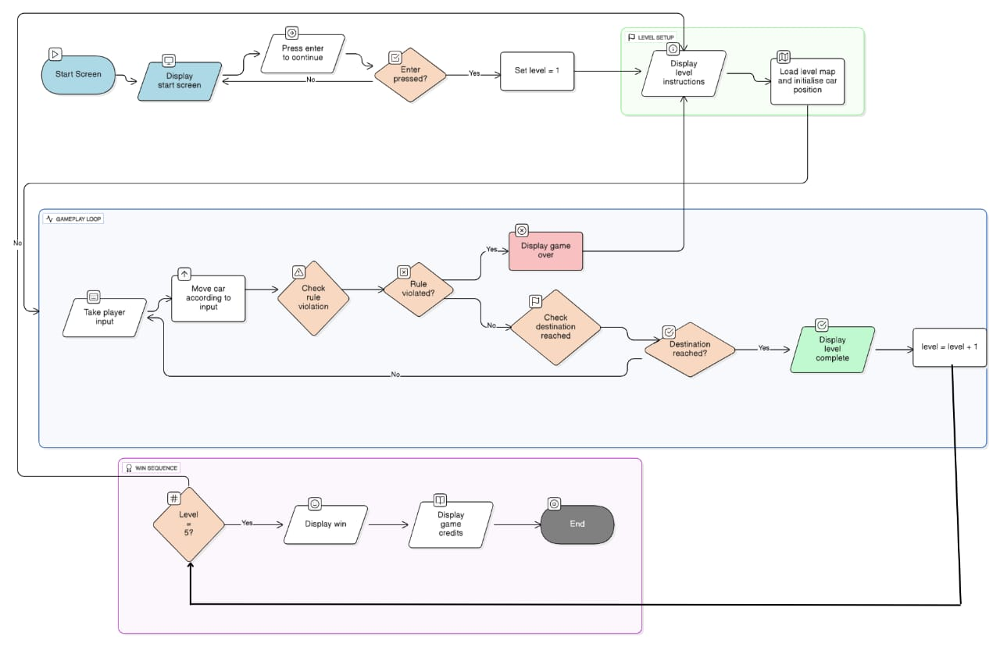 Start Screen
Display
start screen
Press enter
to continue
Enter
pressed?
Yes
No
Set level = 1
LEVEL SETUP
Display
level
instructions
Load level map
and initialise car
position
No
GAMEPLAY LOOP
Take player
input
Move car
according to
input
Check
rule
violation
Rule
violated?
Yes
Display game
over
No
Check
destination
reached
Destination
reached?
Yes
Display
level
complete
level = level + 1
No
WIN SEQUENCE
Level
=
5?
Yes
Display win
Display
game
credits
End